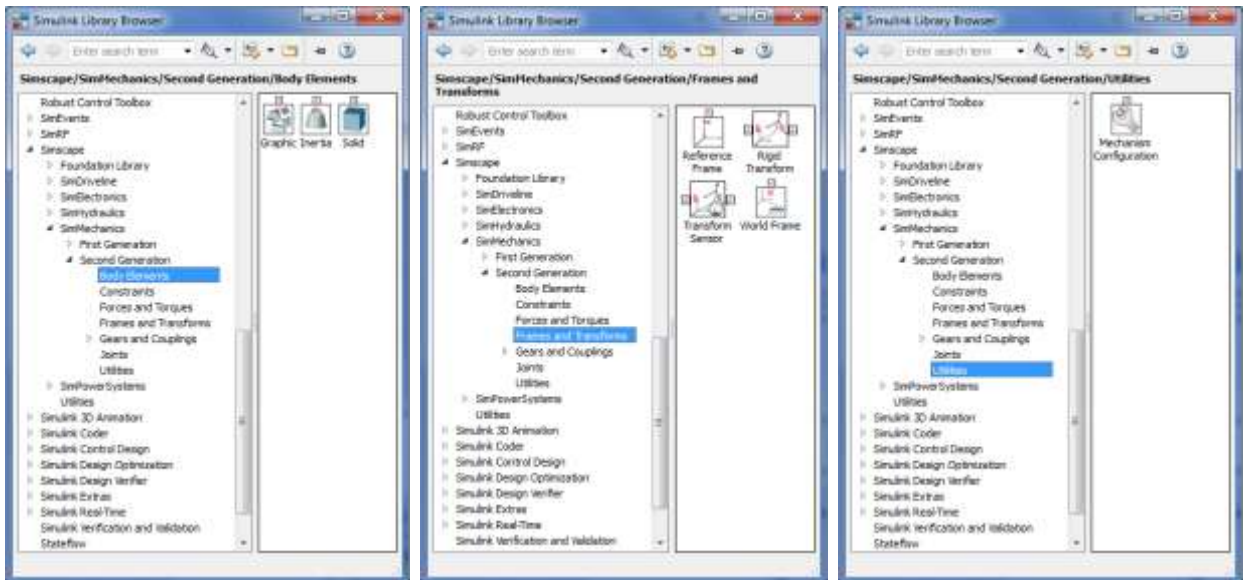 Simulink Library Browser
Enter search term
Simscape/SimMechanics/Second Generation/Body Elements
Robust Control Toolbox
SimEvents
SimRF
Simscape
Foundation Library
SimDriveline
SimElectronics
SimHydraulics
SimMechanics
First Generation
Second Generation
Body Elements
Constraints
Forces and Torques
Frames and Transforms
Gears and Couplings
Joints
Utilities
SimPowerSystems
Utilities
Simulink 3D Animation
Simulink Coder
Simulink Control Design
Simulink Design Optimization
Simulink Design Verifier
Simulink Extras
Simulink Real-Time
Simulink Verification and Validation
Stateflow
Graphic Inertia Solid
Simulink Library Browser
Enter search term
Simscape/SimMechanics/Second Generation/Frames and
Transforms
Robust Control Toolbox
SimEvents
SimRF
Simscape
Foundation Library
SimDriveline
SimElectronics
SimHydraulics
SimMechanics
First Generation
Second Generation
Body Elements
Constraints
Forces and Torques
Frames and Transforms
Gears and Couplings
Joints
Utilities
SimPowerSystems
Utilities
Simulink 3D Animation
Simulink Coder
Simulink Control Design
Simulink Design Optimization
Simulink Design Verifier
Simulink Extras
Simulink Real-Time
Simulink Verification and Validation
Reference Rigid
Frame Transform
Transform World Frame
Sensor
Simulink Library Browser
Enter search term
Simscape/SimMechanics/Second Generation/Utilities
Robust Control Toolbox
SimEvents
SimRF
Simscape
Foundation Library
SimDriveline
SimElectronics
SimHydraulics
SimMechanics
First Generation
Second Generation
Body Elements
Constraints
Forces and Torques
Frames and Transforms
Gears and Couplings
Joints
Utilities
SimPowerSystems
Utilities
Simulink 3D Animation
Simulink Coder
Simulink Control Design
Simulink Design Optimization
Simulink Design Verifier
Simulink Extras
Simulink Real-Time
Simulink Verification and Validation
Stateflow
Mechanism
Configuration